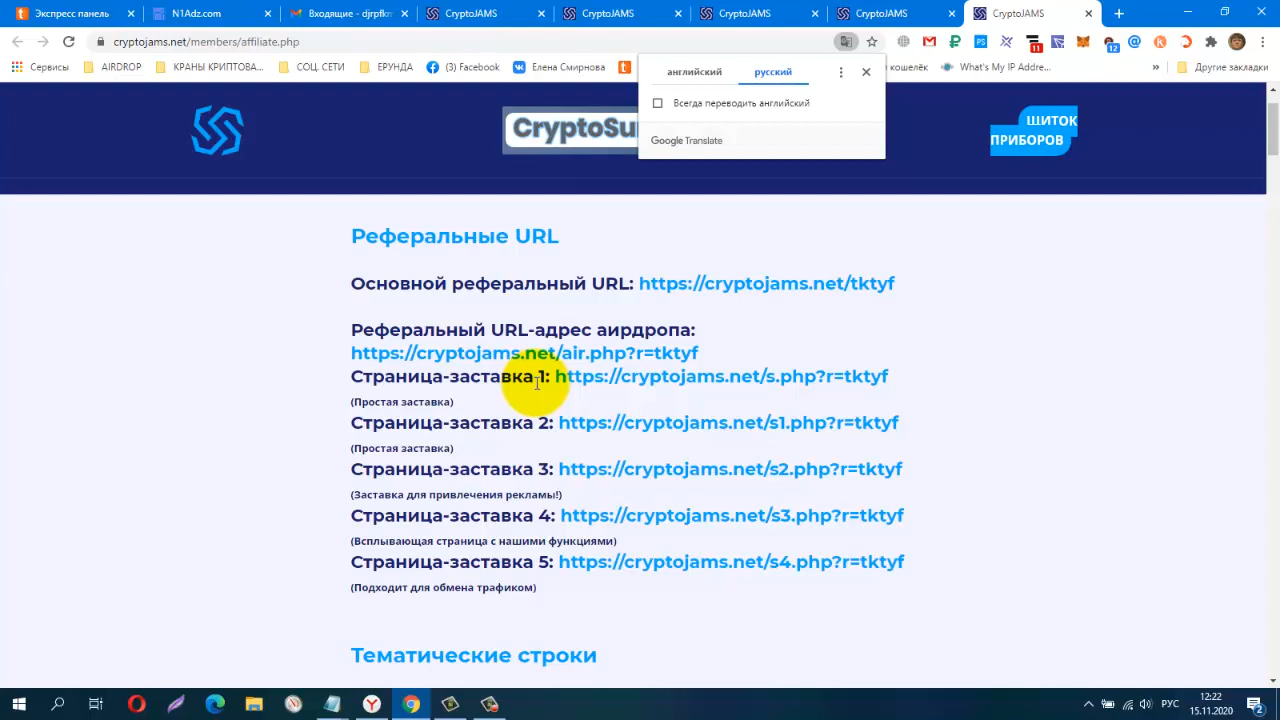 Экспресс панель
N1Adz.com
Входящие - djrpfkn
CryptoJAMS
CryptoJAMS
CryptoJAMS
CryptoJAMS
CryptoJAMS
cryptojams.net/members/affiliate.php
11
12
Сервисы
AIRDROP
КРАНЫ КРИПТОВА...
СОЦ. СЕТИ
ЕРУНДА
(3) Facebook
Елена Смирнова
кошелёк
What's My IP Addre...
»
Другие закладки
английский
русский
Всегда переводить английский
Google Translate
CryptoSu
ЩИТОК
ПРИБОРОВ
Реферальные URL
Основной реферальный URL: https://cryptojams.net/tktyf
Реферальный URL-адрес аирдропа:
https://cryptojams.net/air.php?r=tktyf
Страница-заставка 1: https://cryptojams.net/s.php?r=tktyf
(Простая заставка)
Страница-заставка 2: https://cryptojams.net/s1.php?r=tktyf
(Простая заставка)
Страница-заставка 3: https://cryptojams.net/s2.php?r=tktyf
(Заставка для привлечения рекламы!)
Страница-заставка 4: https://cryptojams.net/s3.php?r=tktyf
(Всплывающая страница с нашими функциями)
Страница-заставка 5: https://cryptojams.net/s4.php?r=tktyf
(Подходит для обмена трафиком)
Тематические строки
РУС
12:22
15.11.2020
2